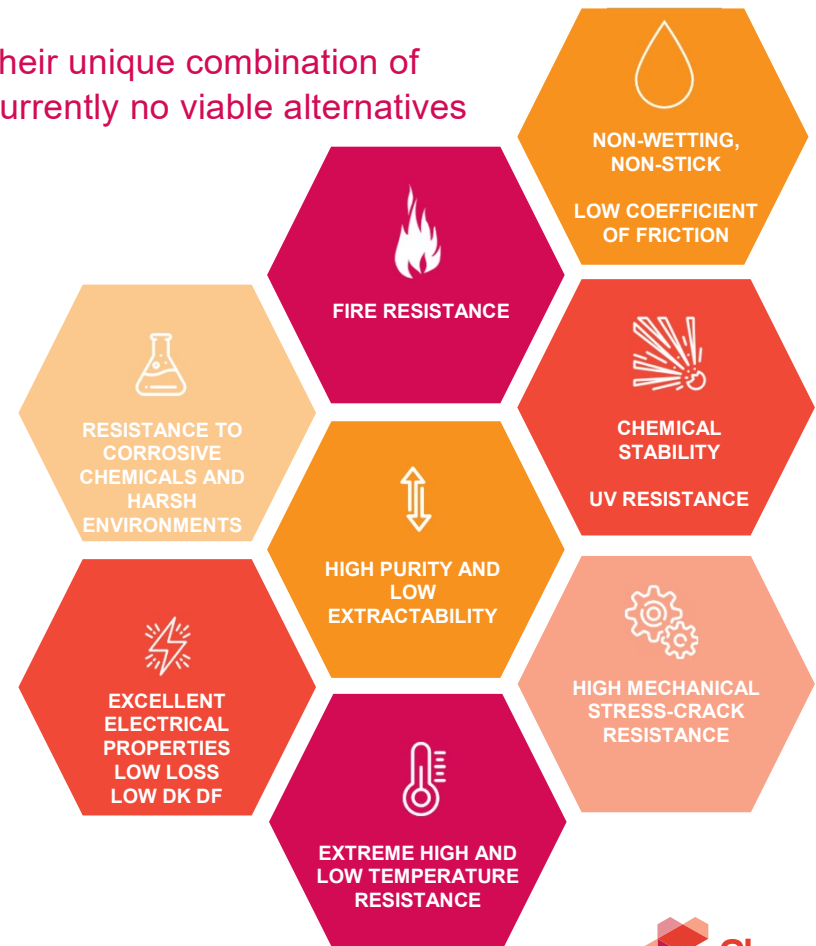 heir unique combination of
urrently no viable alternatives
NON-WETTING,
NON-STICK
LOW COEFFICIENT
OF FRICTION
FIRE RESISTANCE
RESISTANCE TO
CORROSIVE
CHEMICALS AND
HARSH
ENVIRONMENTS
CHEMICAL
STABILITY
UV RESISTANCE
HIGH PURITY AND
LOW
EXTRACTABILITY
EXCELLENT
ELECTRICAL
PROPERTIES
LOW LOSS
LOW DK DF
HIGH MECHANICAL
STRESS-CRACK
RESISTANCE
EXTREME HIGH AND
LOW TEMPERATURE
RESISTANCE